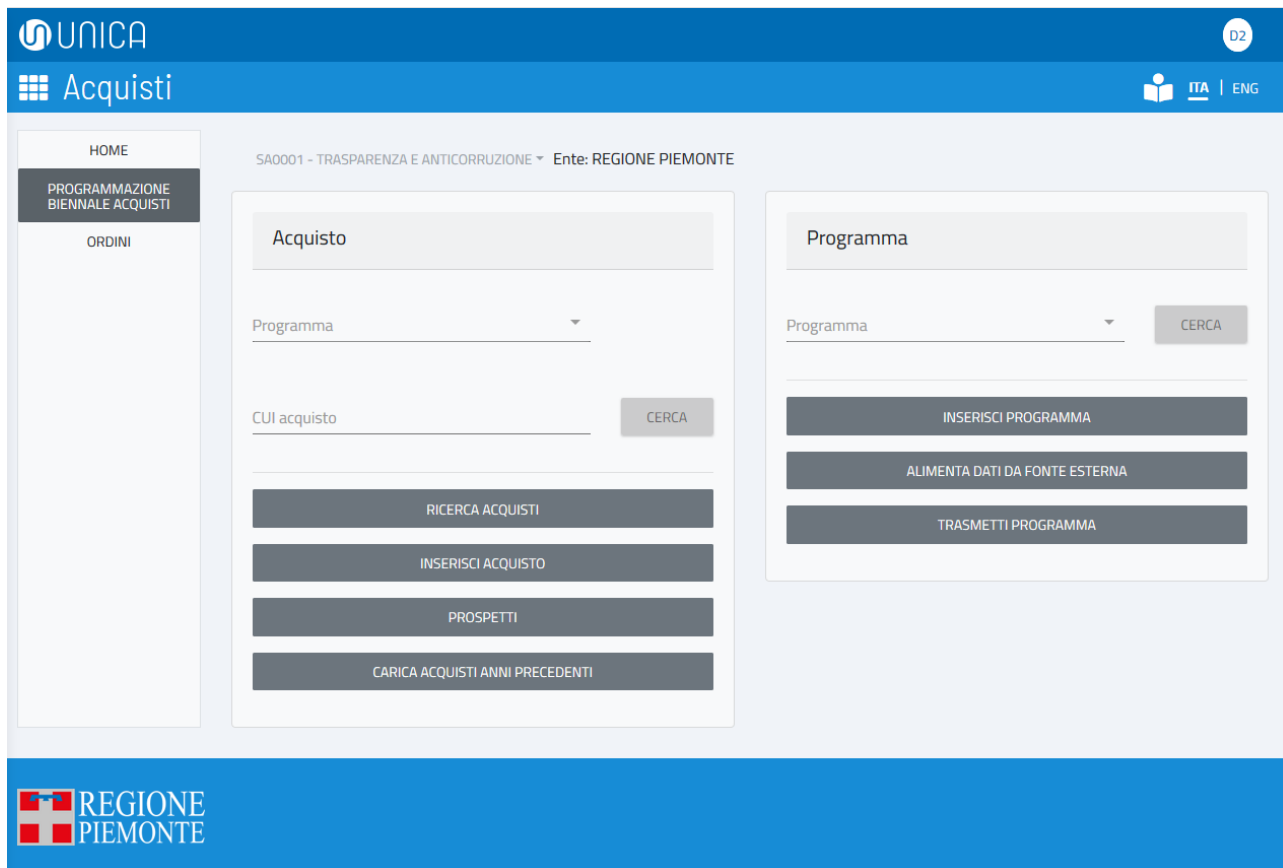 UNICA
D2
Acquisti
ITA | ENG
HOME
PROGRAMMAZIONE
BIENNALE ACQUISTI
ORDINI
SA0001 - TRASPARENZA E ANTICORRUZIONE Ente: REGIONE PIEMONTE
Acquisto
Programma
CUI acquisto
CERCA
RICERCA ACQUISTI
INSERISCI ACQUISTO
PROSPETTI
CARICA ACQUISTI ANNI PRECEDENTI
Programma
Programma
CERCA
INSERISCI PROGRAMMA
ALIMENTA DATI DA FONTE ESTERNA
TRASMETTI PROGRAMMA
REGIONE
PIEMONTE